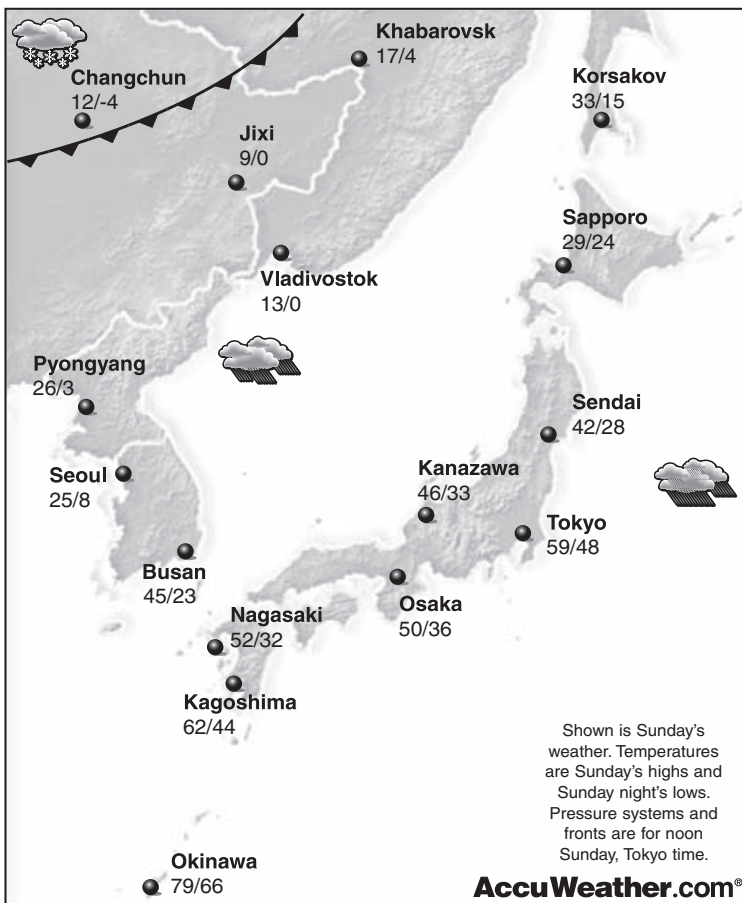 Khabarovsk
17/4
Changchun
12/-4
Korsakov
33/15
Jixi
9/0
Sapporo
29/24
Vladivostok
13/0
Pyongyang
26/3
Sendai
42/28
Seoul
25/8
Kanazawa
46/33
Tokyo
59/48
Busan
45/23
Osaka
50/36
Nagasaki
52/32
Kagoshima
62/44
Shown is Sunday’s
weather. Temperatures
are Sunday’s highs and
Sunday night’s lows.
Pressure systems and
fronts are for noon
Sunday, Tokyo time.
Okinawa
79/66
AccuWeather.com®